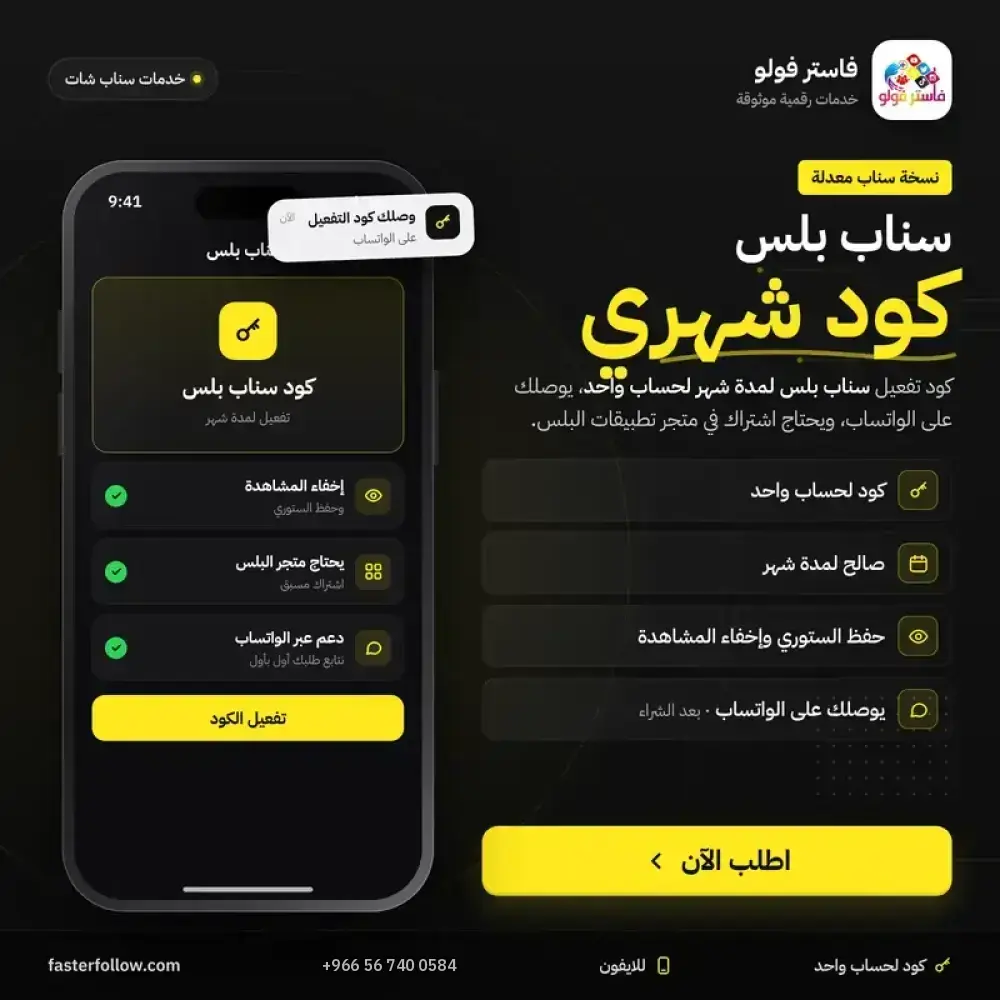 فاستر فولو
خدمات رقمية موثوقة
فاستر فولو
خدمات سناب شات
نسخة سناب معدلة
سناب بلس
كود شهري
كود تفعيل سناب بلس لمدة شهر لحساب واحد، يوصلك
على الواتساب، ويحتاج اشتراك في متجر تطبيقات البلس.
كود لحساب واحد
صالح لمدة شهر
حفظ الستوري وإخفاء المشاهدة
يوصلك على الواتساب · بعد الشراء
اطلب الآن
9:41
وصلك كود التفعيل
الآن
على الواتساب
بلس
كود سناب بلس
تفعيل لمدة شهر
إخفاء المشاهدة
وحفظ الستوري
يحتاج متجر البلس
اشتراك مسبق
دعم عبر الواتساب
نتابع طلبك أول بأول
تفعيل الكود
كود لحساب واحد
للايفون
+966 56 740 0584
fasterfollow.com